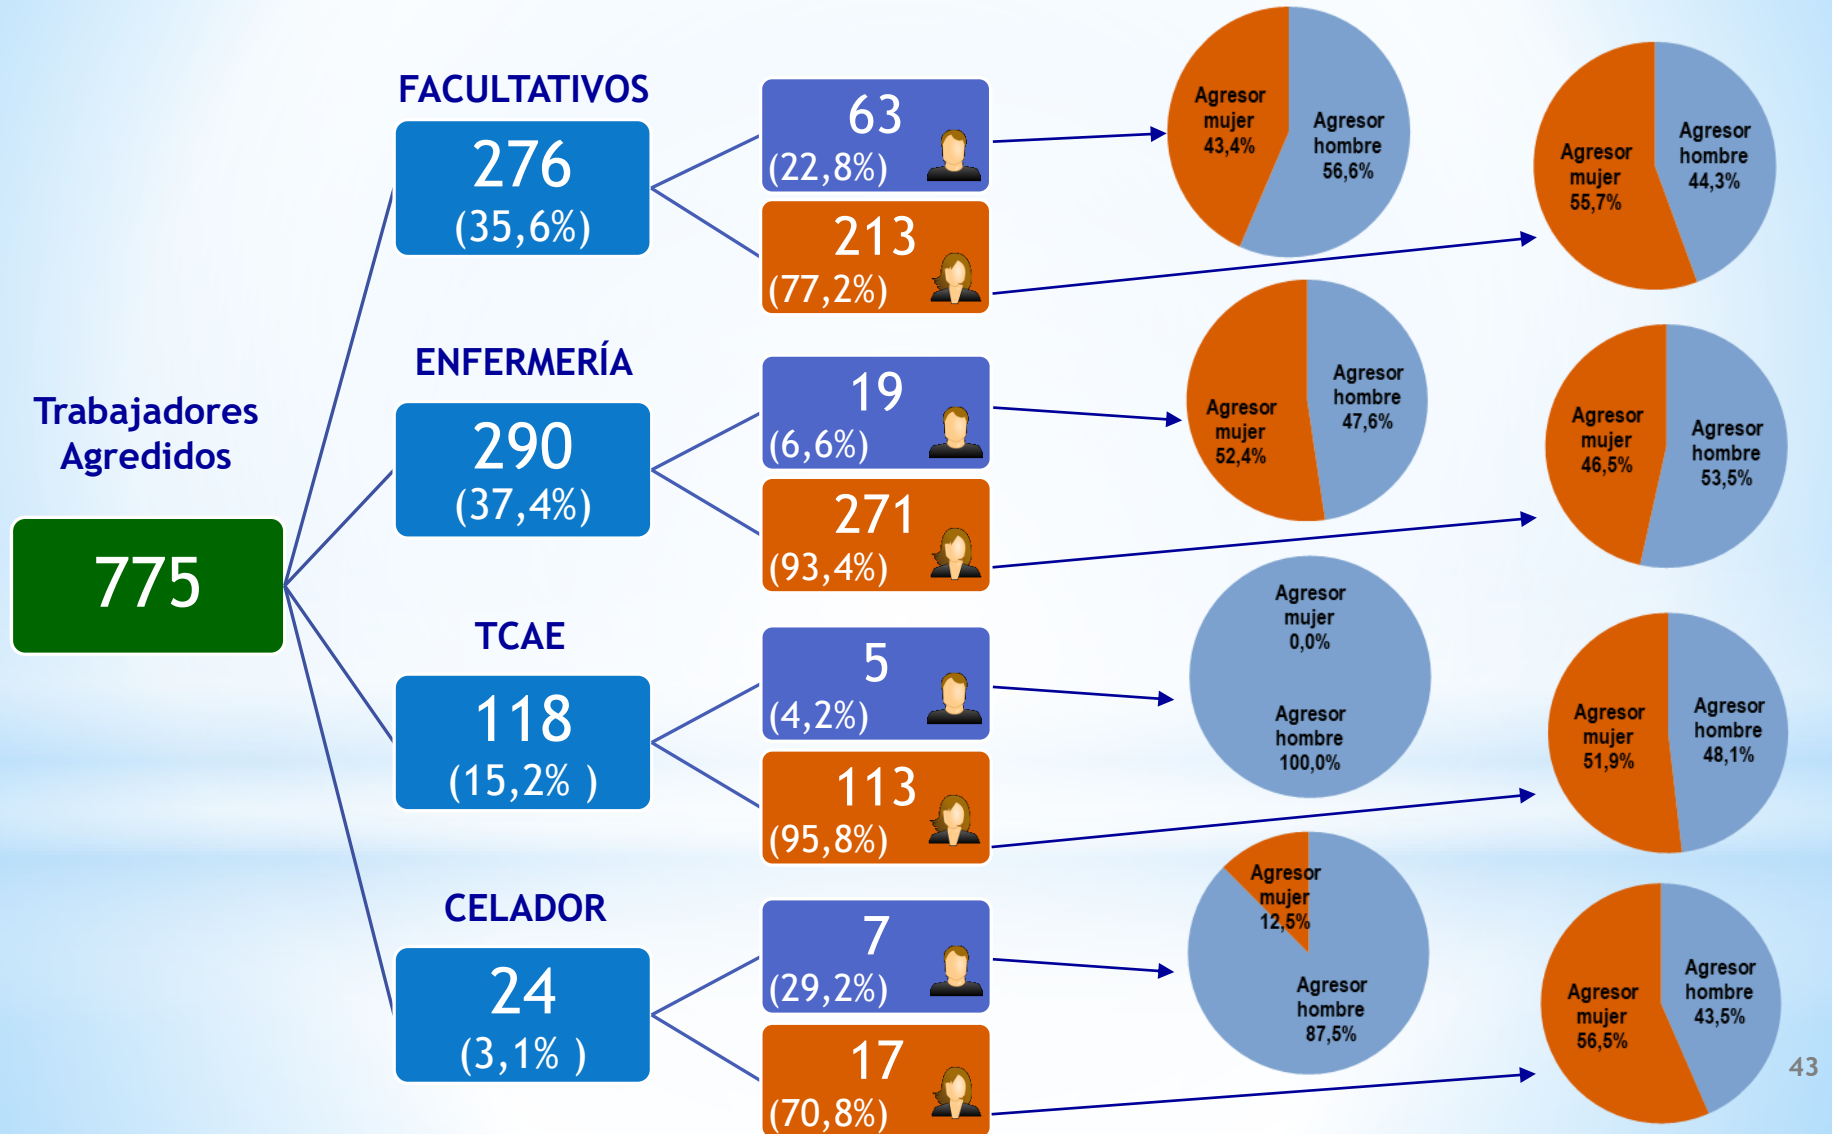 Trabajadores
Agredidos
775
FACULTATIVOS
276
(35,6%)
63
(22,8%)
213
(77,2%)
Agresor
mujer
43,4%
Agresor
hombre
56,6%
Agresor
mujer
55,7%
Agresor
hombre
44,3%
ENFERMERÍA
290
(37,4%)
19
(6,6%)
271
(93,4%)
Agresor
mujer
52,4%
Agresor
hombre
47,6%
Agresor
mujer
46,5%
Agresor
hombre
53,5%
TCAE
118
(15,2% )
5
(4,2%)
113
(95,8%)
Agresor
mujer
0,0%
Agresor
hombre
100,0%
Agresor
mujer
51,9%
Agresor
hombre
48,1%
CELADOR
24
(3,1% )
7
(29,2%)
17
(70,8%)
Agresor
mujer
12,5%
Agresor
hombre
87,5%
Agresor
mujer
56,5%
Agresor
hombre
43,5%
43